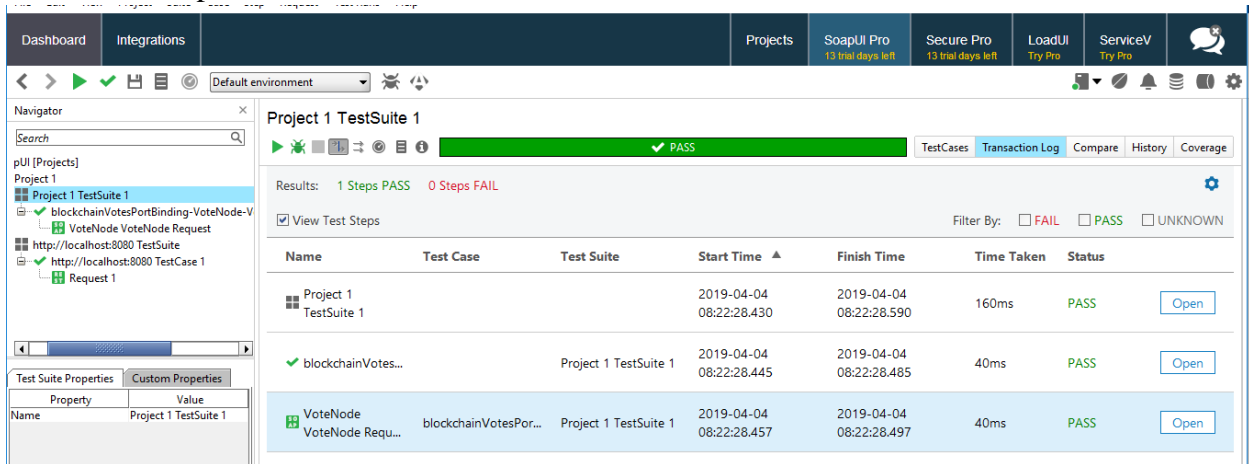 Dashboard Integrations Projects SoapUI Pro Secure Pro LoadUI ServiceV
13 trial days left 13 trial days left Try Pro Try Pro
Default environment
Navigator
Search
pUI [Projects]
Project 1
Project 1 TestSuite 1
blockchainVotesPortBinding-VoteNode-V
VoteNode VoteNode Request
http://localhost:8080 TestSuite
http://localhost:8080 TestCase 1
Request 1
Test Suite Properties Custom Properties
Property Value
Name Project 1 TestSuite 1
Project 1 TestSuite 1
PASS
TestCases Transaction Log Compare History Coverage
Results: 1 Steps PASS 0 Steps FAIL
View Test Steps Filter By: FAIL PASS UNKNOWN
Name Test Case Test Suite Start Time Finish Time Time Taken Status
Project 1 2019-04-04 2019-04-04
TestSuite 1 08:22:28.430 08:22:28.590 160ms PASS Open
2019-04-04 2019-04-04
blockchainVotes... Project 1 TestSuite 1 08:22:28.445 08:22:28.485 40ms PASS Open
VoteNode 2019-04-04 2019-04-04
VoteNode Requ... blockchainVotesPor... Project 1 TestSuite 1 08:22:28.457 08:22:28.497 40ms PASS Open